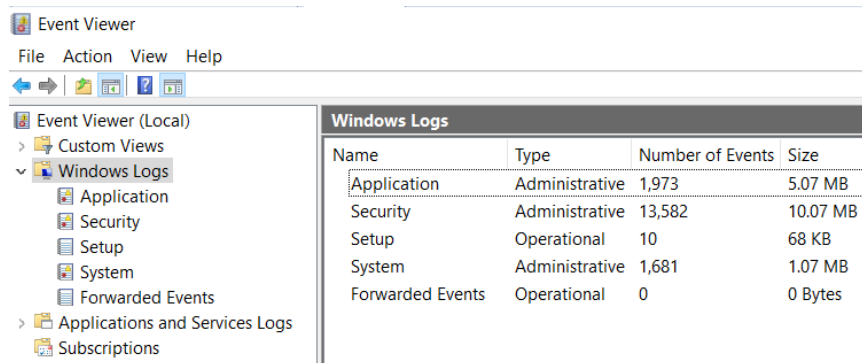 Event Viewer
File Action View Help
Event Viewer (Local)
Custom Views
Windows Logs
Application
Security
Setup
System
Forwarded Events
Applications and Services Logs
Subscriptions
Windows Logs
Name Type Number of Events Size
Application Administrative 1,973 5.07 MB
Security Administrative 13,582 10.07 MB
Setup Operational 10 68 KB
System Administrative 1,681 1.07 MB
Forwarded Events Operational 0 0 Bytes